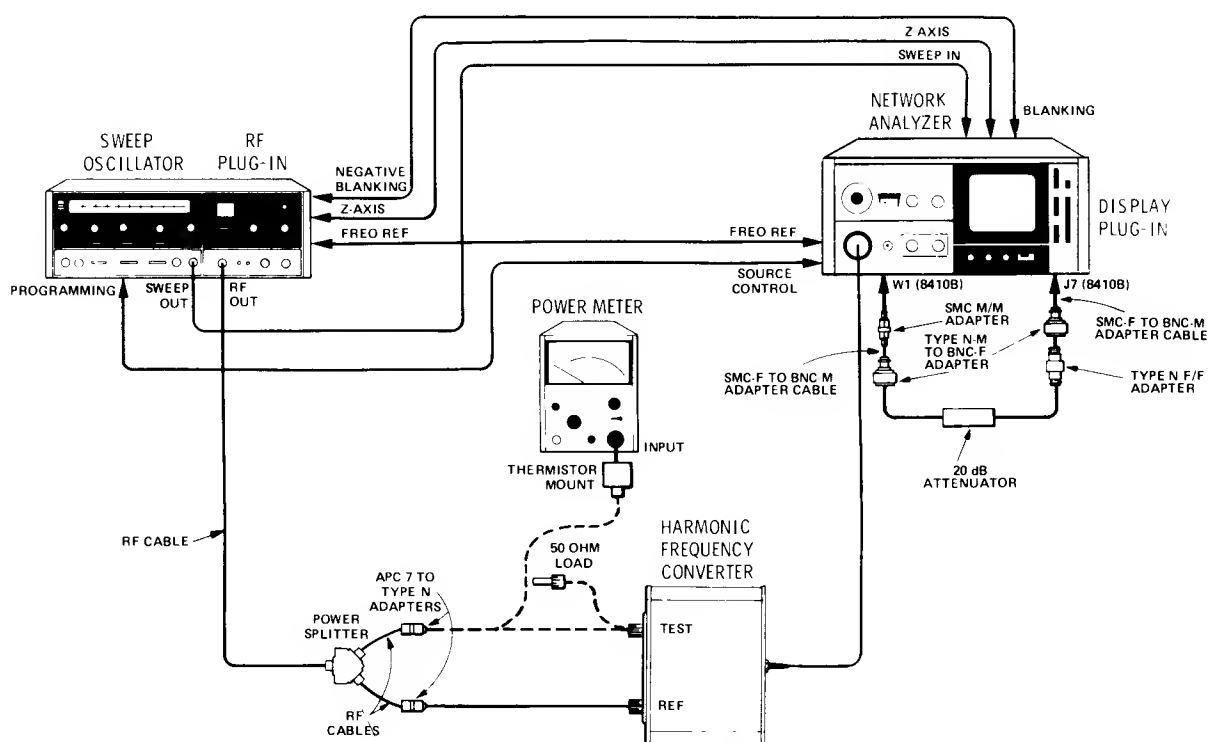 Z AXIS
SWEEP IN
NETWORK
ANALYZER
BLANKING
SWEEP
OSCILLATOR
RF
PLUG-IN
NEGATIVE
BLANKING
Z-AXIS
FREQ REF
FREQ REF
DISPLAY
PLUG-IN
PROGRAMMING
SWEEP
OUT
RF
OUT
SOURCE
CONTROL
W1 (8410B)
J7 (8410B)
POWER METER
SMC M/M
ADAPTER
SMC-F TO BNC-M
ADAPTER CABLE
TYPE N-M
TO BNC-F
ADAPTER
SMC-F TO BNC M
ADAPTER CABLE
TYPE N F/F
ADAPTER
INPUT
THERMISTOR
MOUNT
20 dB
ATTENUATOR
RF CABLE
50 OHM
LOAD
HARMONIC
FREQUENCY
CONVERTER
APC 7 TO
TYPE N
ADAPTERS
POWER
SPLITTER
TEST
REF
RF
CABLES